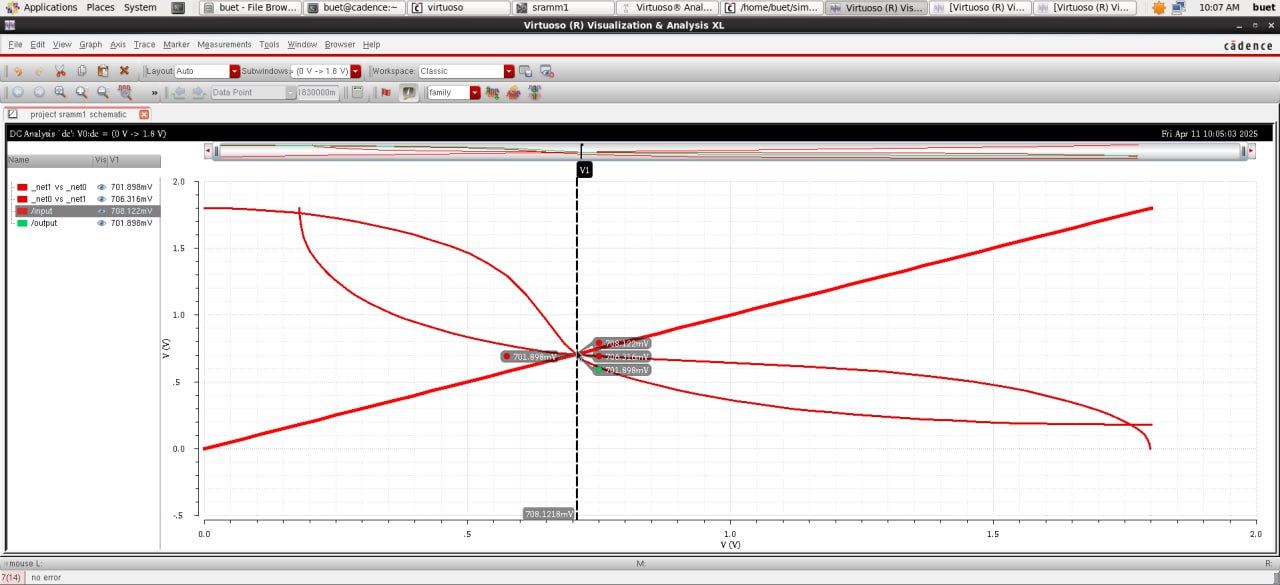 Applications Places System buet - File Brow... buet@cadence:~ virtuoso sramm1 Virtuoso® Anal... /home/buet/sim... Virtuoso (R) Vis... [Virtuoso (R) Vi... [Virtuoso (R) Vi... 10:07 AM buet
Virtuoso (R) Visualization & Analysis XL
File Edit View Graph Axis Trace Marker Measurements Tools Window Browser Help cādence
Layout Auto Subwindows: (0 V -> 1.8 V) Workspace: Classic
» Data Point 1630000m family
project sramm1 schematic
DC Analysis `dc': V0:dc = (0 V -> 1.8 V) Fri Apr 11 10:05:03 2025
Name Vis V1
_net1 vs _net0 701.898mV
_net0 vs _net1 706.316mV
/input 708.122mV
/output 701.898mV
V1
2.0
1.5
1.0
.5
0.0
-.5
V (V)
708.122mV
701.898mV 706.316mV
701.898mV
708.1218mV
0.0 .5 1.0 1.5 2.0
V (V)
mouse L: M: R:
7(14) no error